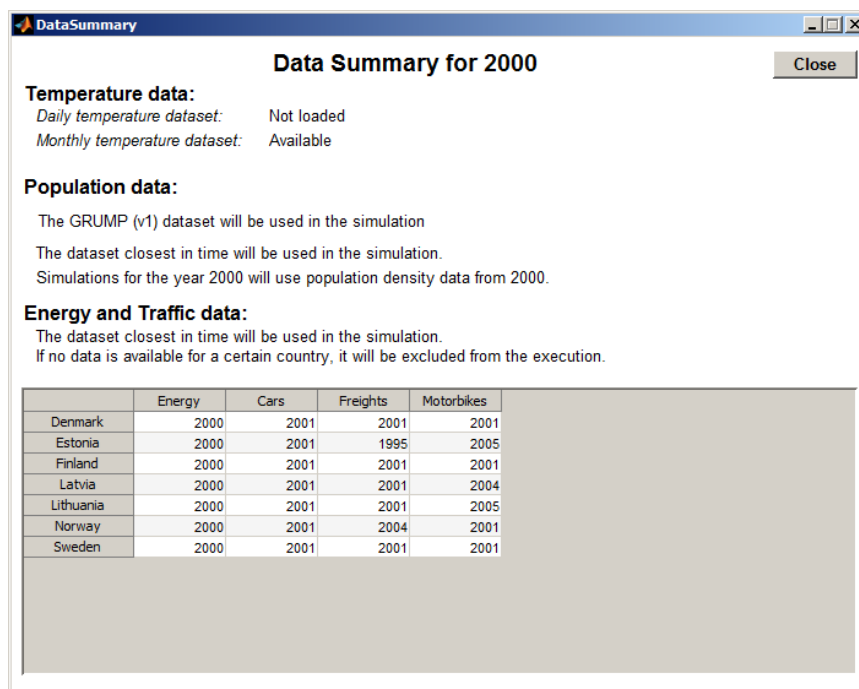 DataSummary
Data Summary for 2000
Close
Temperature data:
Daily temperature dataset: Not loaded
Monthly temperature dataset: Available
Population data:
The GRUMP (v1) dataset will be used in the simulation
The dataset closest in time will be used in the simulation.
Simulations for the year 2000 will use population density data from 2000.
Energy and Traffic data:
The dataset closest in time will be used in the simulation.
If no data is available for a certain country, it will be excluded from the execution.
Energy Cars Freights Motorbikes
Denmark 2000 2001 2001 2001
Estonia 2000 2001 1995 2005
Finland 2000 2001 2001 2001
Latvia 2000 2001 2001 2004
Lithuania 2000 2001 2001 2005
Norway 2000 2001 2004 2001
Sweden 2000 2001 2001 2001